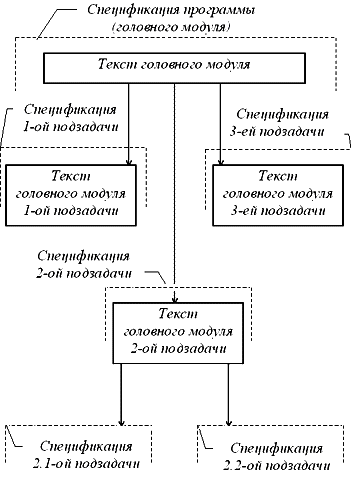 Спецификация программы
(головного модуля)
Текст головного модуля
Спецификация
1-ой подзадачи
Спецификация
3-ей подзадачи
Текст
головного модуля
1-ой подзадачи
Текст
головного модуля
3-ей подзадачи
Спецификация
2-ой подзадачи
Текст
головного модуля
2-ой подзадачи
Спецификация
2.1-ой подзадачи
Спецификация
2.2-ой подзадачи